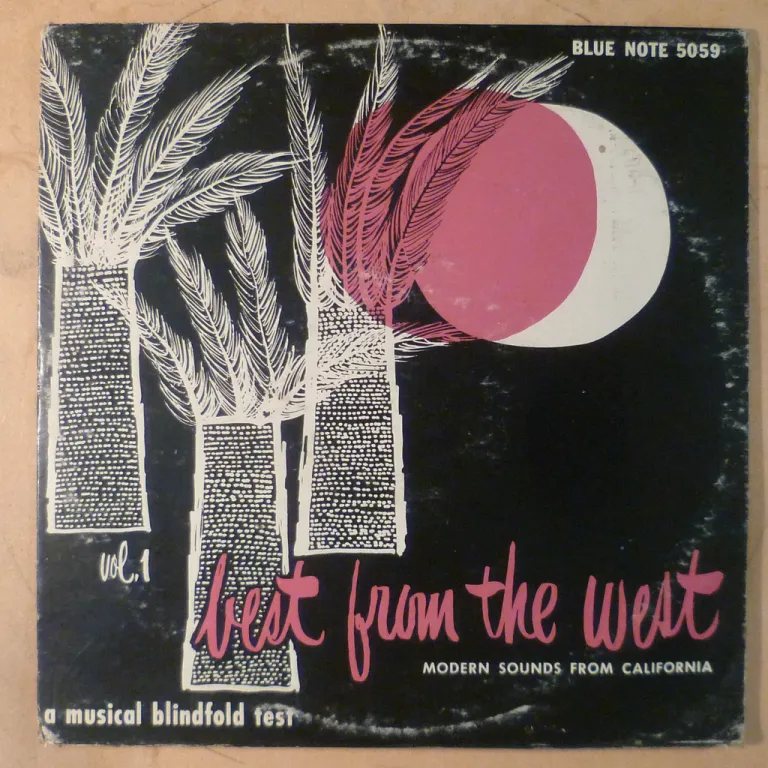 BLUE NOTE 5059
vol.1
best from the west
MODERN SOUNDS FROM CALIFORNIA
a musical blindfold test